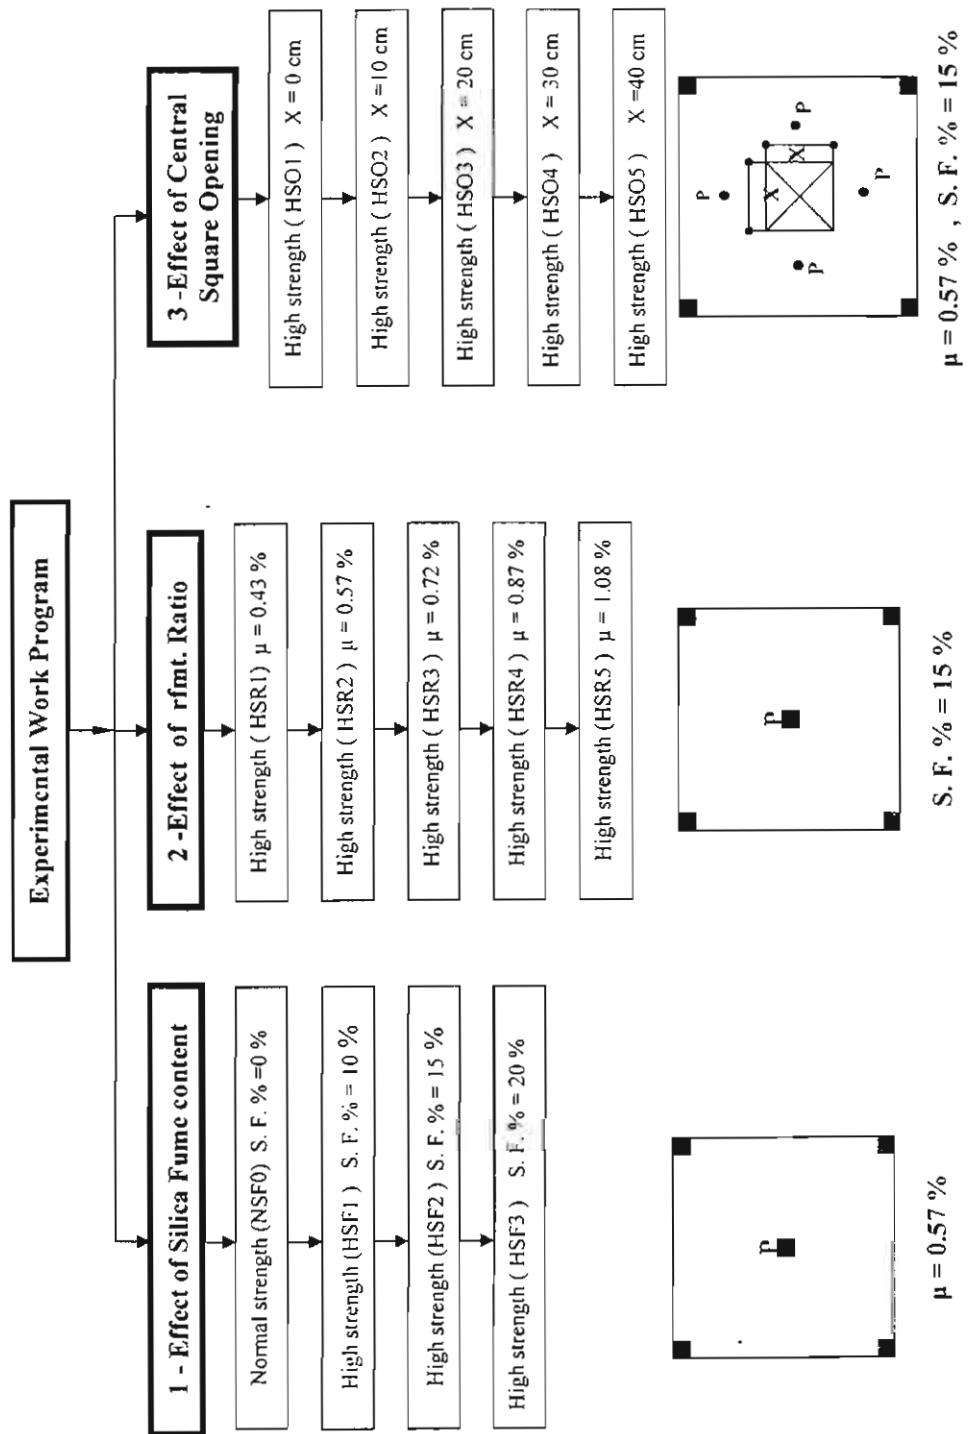 Experimental Work Program
1 - Effect of Silica Fume content
Normal strength (NSF0) S. F. % =0 %
High strength (HSF1) S. F. % = 10 %
High strength (HSF2 ) S. F. % = 15 %
High strength ( HSF3 ) S. F. % = 20 %
P
μ = 0.57 %
2 -Effect of rfmt. Ratio
High strength ( HSR1) μ = 0.43 %
High strength ( HSR2 ) μ = 0.57 %
High strength ( HSR3 ) μ = 0.72 %
High strength ( HSR4 ) μ = 0.87 %
High strength (HSR5 ) μ = 1.08 %
P
S. F. % = 15 %
3 -Effect of Central
Square Opening
High strength ( HSO1 ) X = 0 cm
High strength ( HSO2 ) X = 10 cm
High strength ( HSO3 ) X = 20 cm
High strength ( HSO4 ) X = 30 cm
High strength ( HSO5 ) X =40 cm
P
X
X
P
P
P
μ = 0.57 % , S. F. % = 15 %